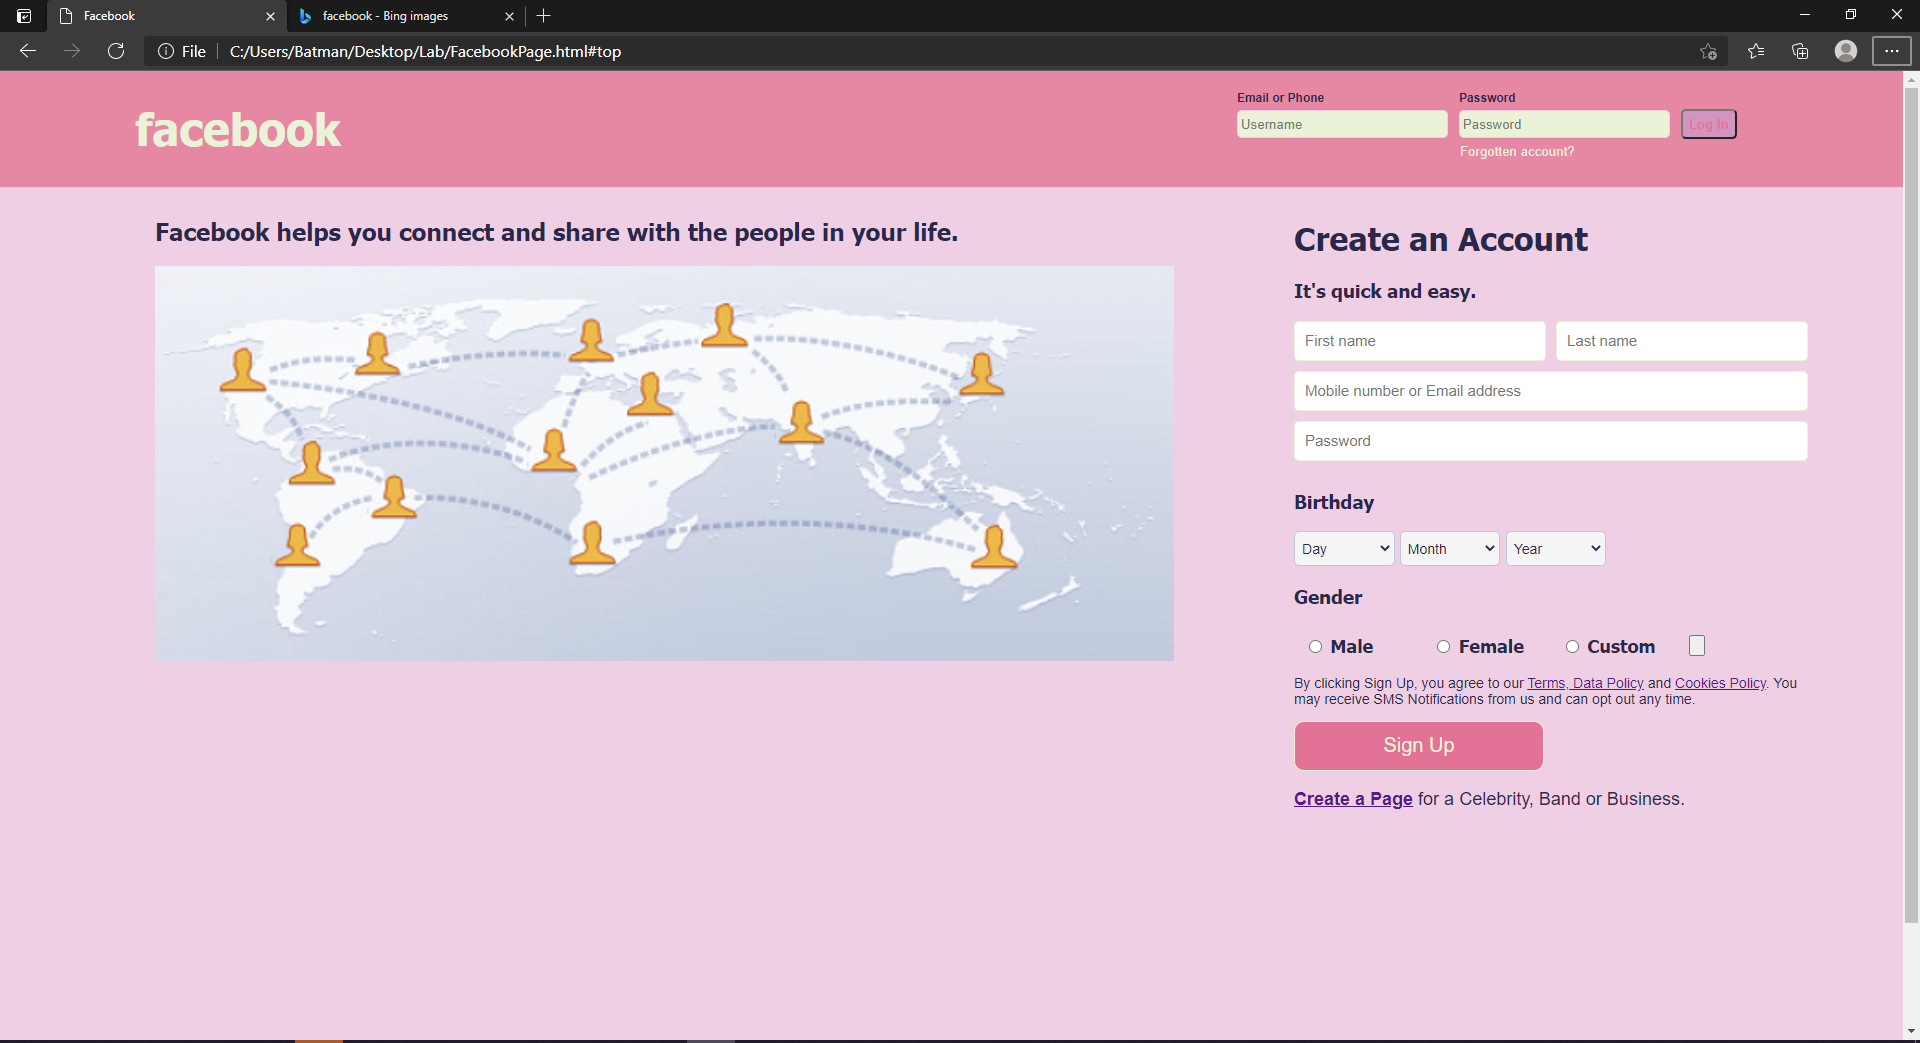 Facebook
facebook - Bing images
File
C:/Users/Batman/Desktop/Lab/FacebookPage.html#top
facebook
Email or Phone
Password
Username
Password
Log In
Forgotten account?
Facebook helps you connect and share with the people in your life.
Create an Account
It's quick and easy.
First name
Last name
Mobile number or Email address
Password
Birthday
Day
Month
Year
Gender
Male
Female
Custom
By clicking Sign Up, you agree to our Terms, Data Policy and Cookies Policy. You
may receive SMS Notifications from us and can opt out any time.
Sign Up
Create a Page for a Celebrity, Band or Business.